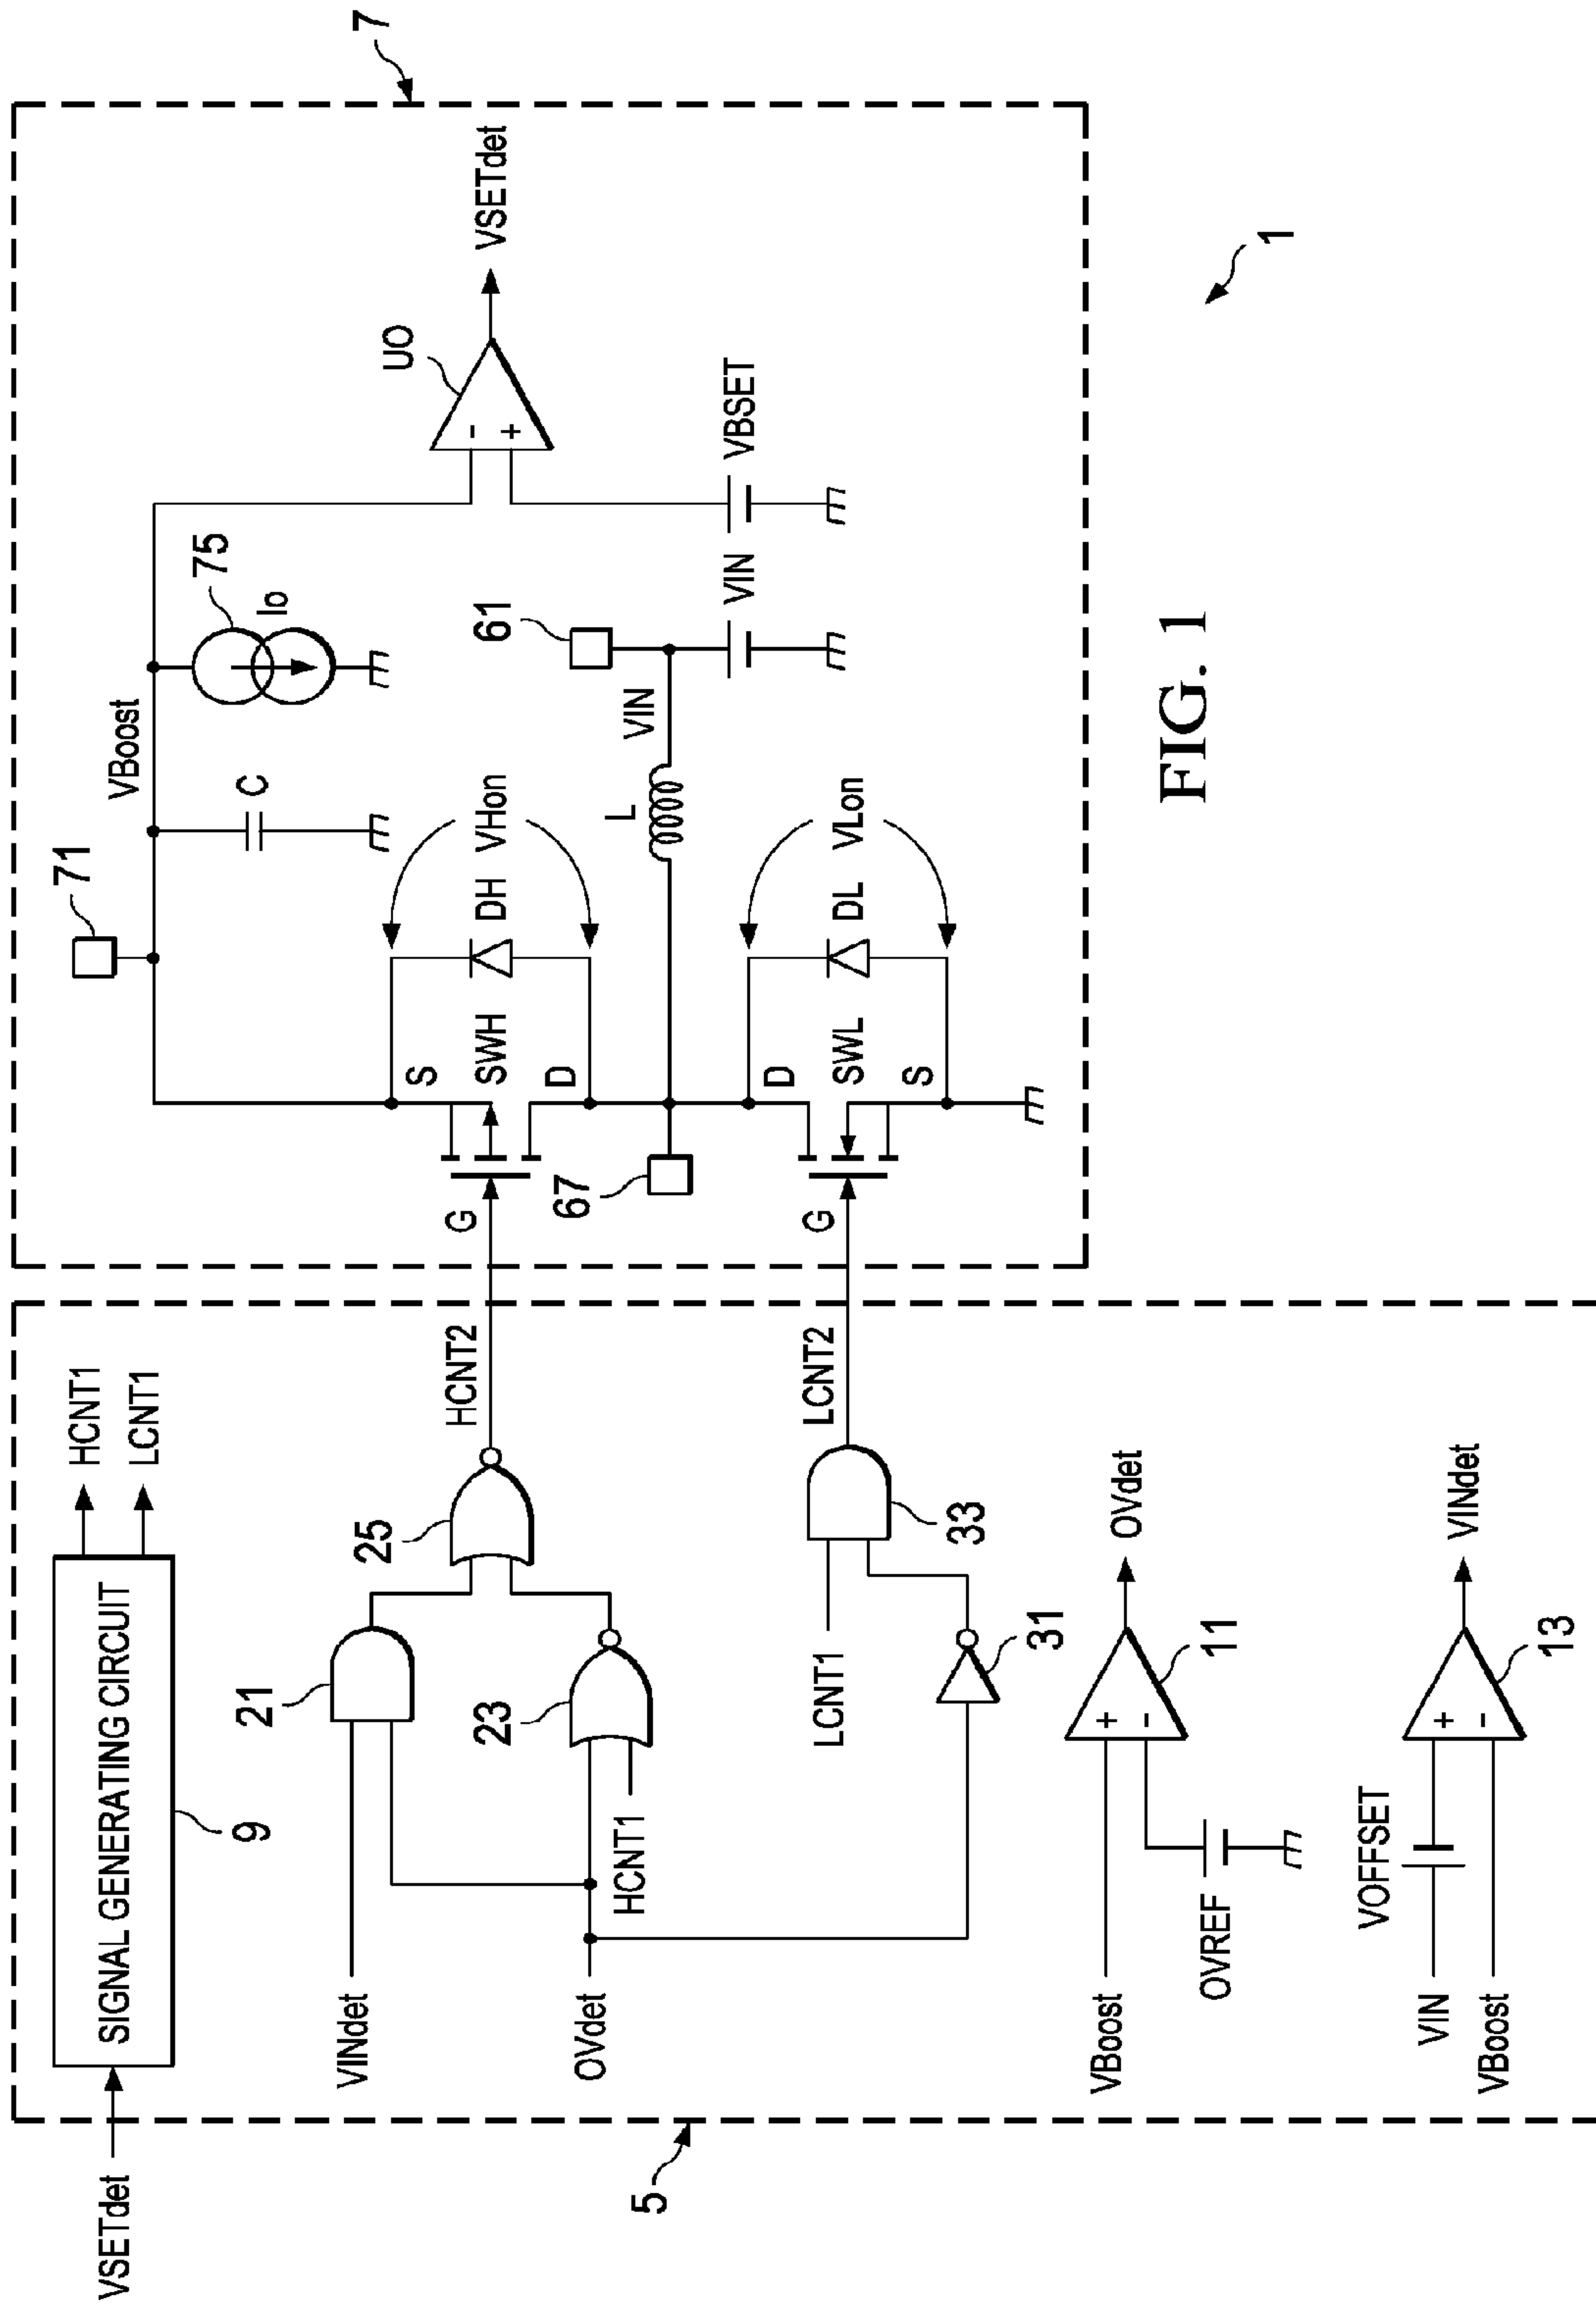 VSETdet
SIGNAL GENERATING CIRCUIT
9
HCNT1
LCNT1
VINdet
OVdet
HCNT1
21
23
25
HCNT2
LCNT1
31
33
LCNT2
VBoost
OVREF
+
-
11
OVdet
VIN
VOFFSET
VBoost
+
-
13
VINdet
5
7
71
VBoost
C
75
Io
G
S
SWH
D
DH
VHon
67
L
VIN
61
VIN
VBSET
-
+
UO
VSETdet
G
D
SWL
S
DL
VLon
1
FIG. 1